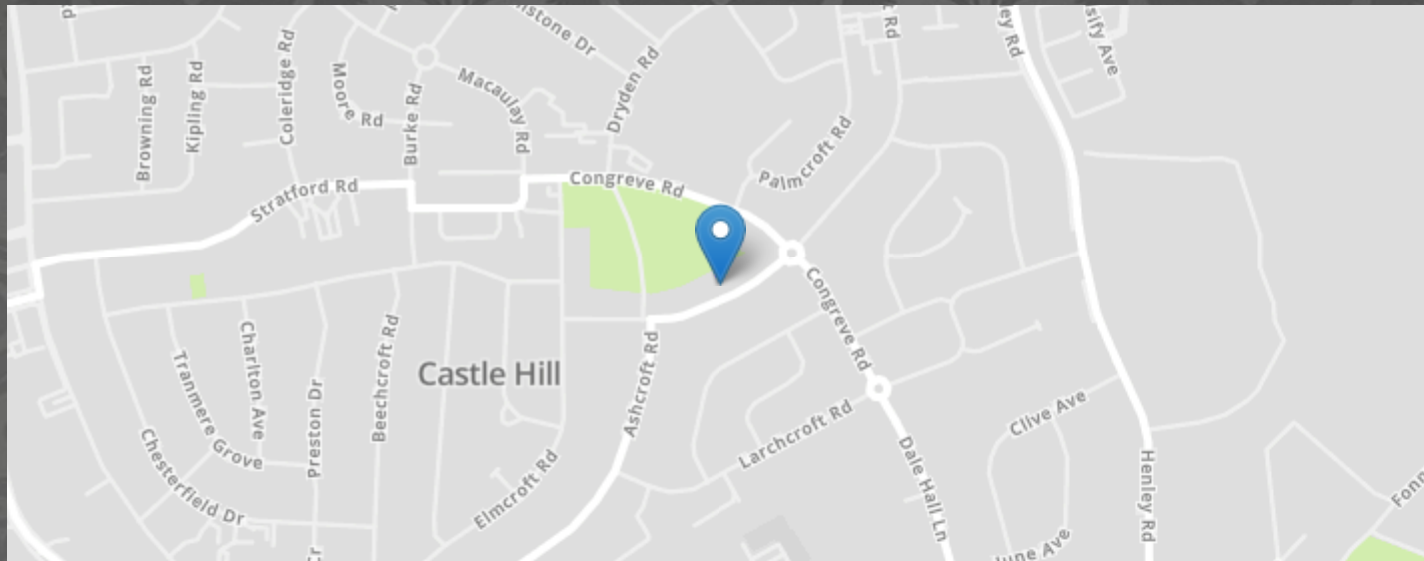 Browning Rd
Kipling Rd
Coleridge Rd
Moore Rd
Burke Rd
Macaulay Rd
Dryden Rd
Stratford Rd
Congreve Rd
Palmcroft Rd
Congreve Rd
Castle Hill
Tranmere Grove
Charlton Ave
Preston Dr
Beechcroft Rd
Ashcroft Rd
Chesterfield Dr
Elmcroft Rd
Larchcroft Rd
Clive Ave
Dale Hall Ln
Henley Rd